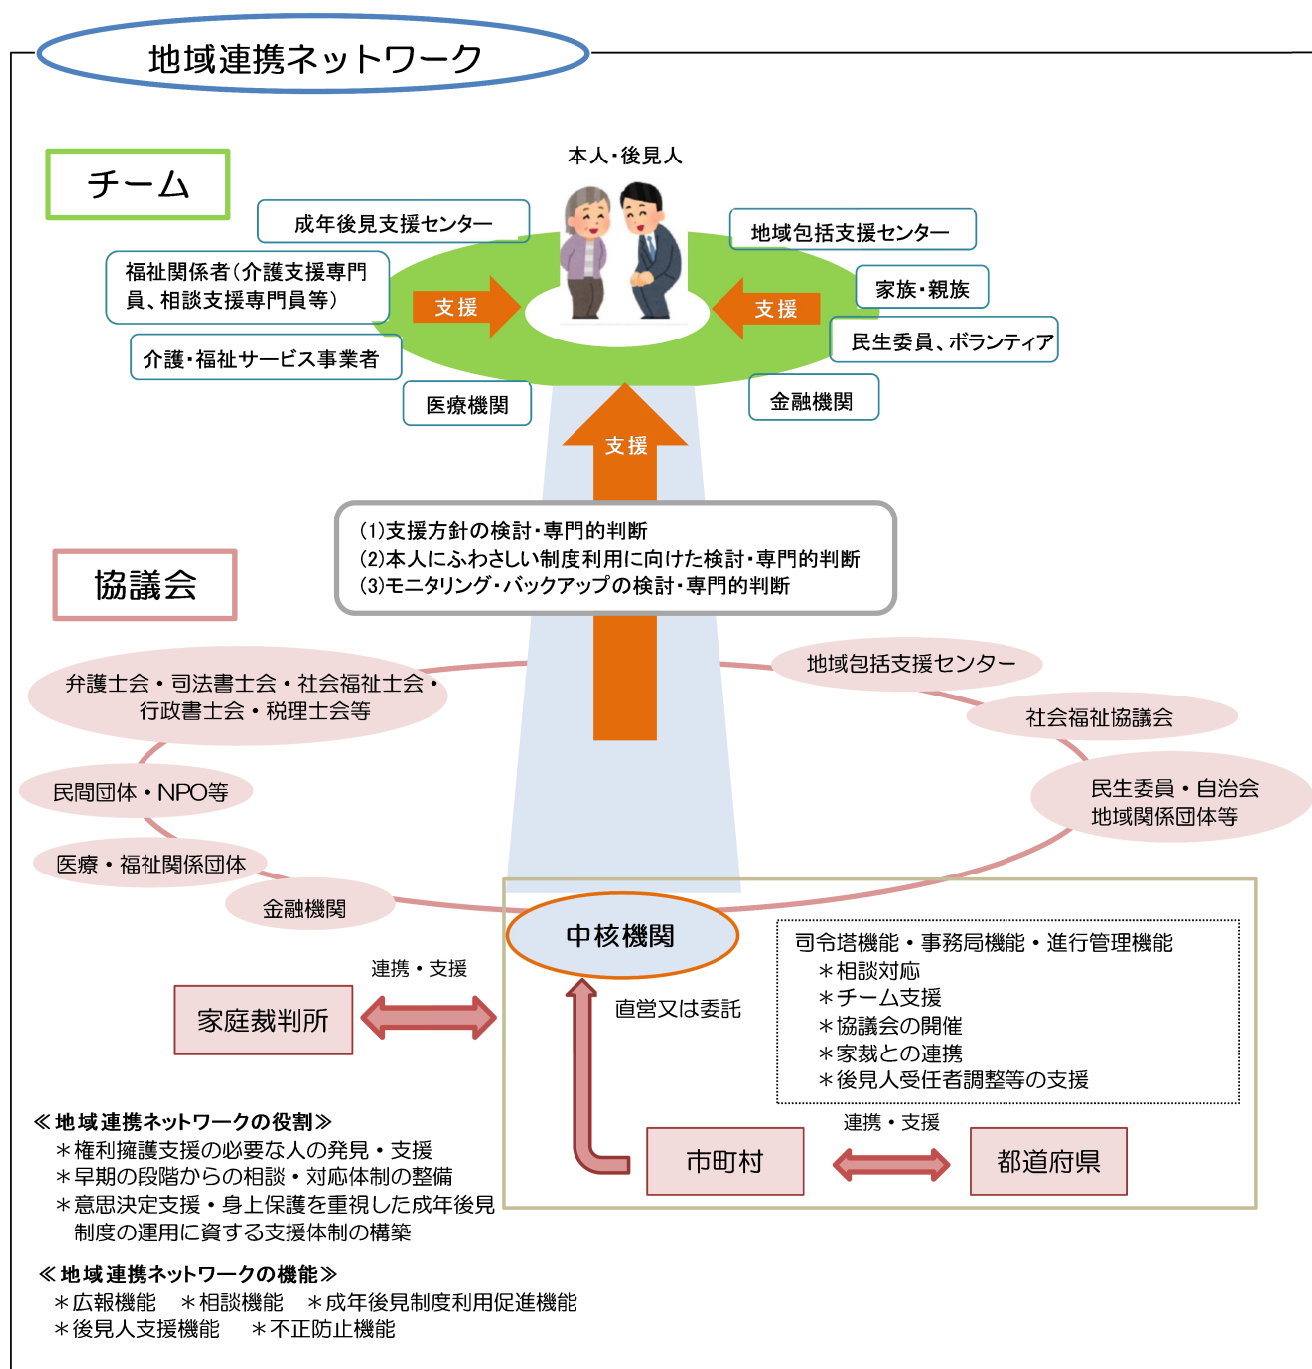 地域連携ネットワーク
チーム
本人・後見人
成年後見支援センター
地域包括支援センター
福祉関係者（介護支援専門
員、相談支援専門員等）
支援
支援
家族・親族
民生委員、ボランティア
介護・福祉サービス事業者
医療機関
金融機関
支援
(1)支援方針の検討・専門的判断
(2)本人にふわさしい制度利用に向けた検討・専門的判断
(3)モニタリング・バックアップの検討・専門的判断
協議会
弁護士会・司法書士会・社会福祉士会・
行政書士会・税理士会等
地域包括支援センター
社会福祉協議会
民間団体・NPO等
民生委員・自治会
地域関係団体等
医療・福祉関係団体
金融機関
中核機関
司令塔機能・事務局機能・進行管理機能
＊相談対応
＊チーム支援
＊協議会の開催
＊家裁との連携
＊後見人受任者調整等の支援
連携・支援
家庭裁判所
直営又は委託
連携・支援
市町村
都道府県
≪地域連携ネットワークの役割≫
＊権利擁護支援の必要な人の発見・支援
＊早期の段階からの相談・対応体制の整備
＊意思決定支援・身上保護を重視した成年後見
制度の運用に資する支援体制の構築
≪地域連携ネットワークの機能≫
＊広報機能　＊相談機能　＊成年後見制度利用促進機能
＊後見人支援機能　＊不正防止機能